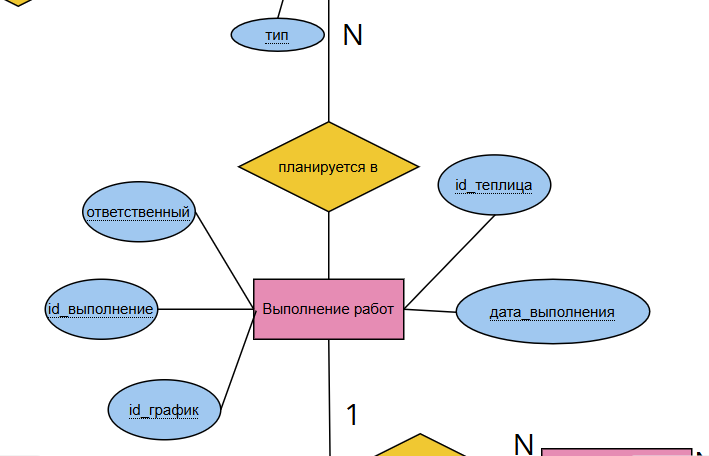 тип
N
планируется в
id_теплица
ответственный
id_выполнение
Выполнение работ
дата_выполнения
id_график
1
N